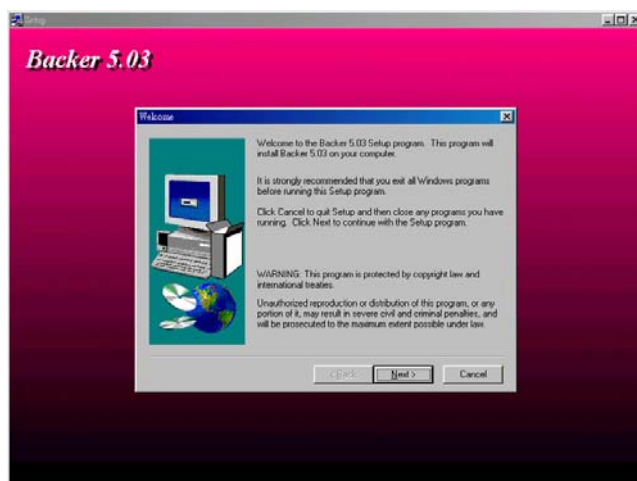 Setup
Backer 5.03
Welcome
Welcome to the Backer 5.03 Setup program. This program will
install Backer 5.03 on your computer.
It is strongly recommended that you exit all Windows programs
before running this Setup program.
Click Cancel to quit Setup and then close any programs you have
running. Click Next to continue with the Setup program.
WARNING: This program is protected by copyright law and
international treaties.
Unauthorized reproduction or distribution of this program, or any
portion of it, may result in severe civil and criminal penalties, and
will be prosecuted to the maximum extent possible under law.
< Back Next > Cancel